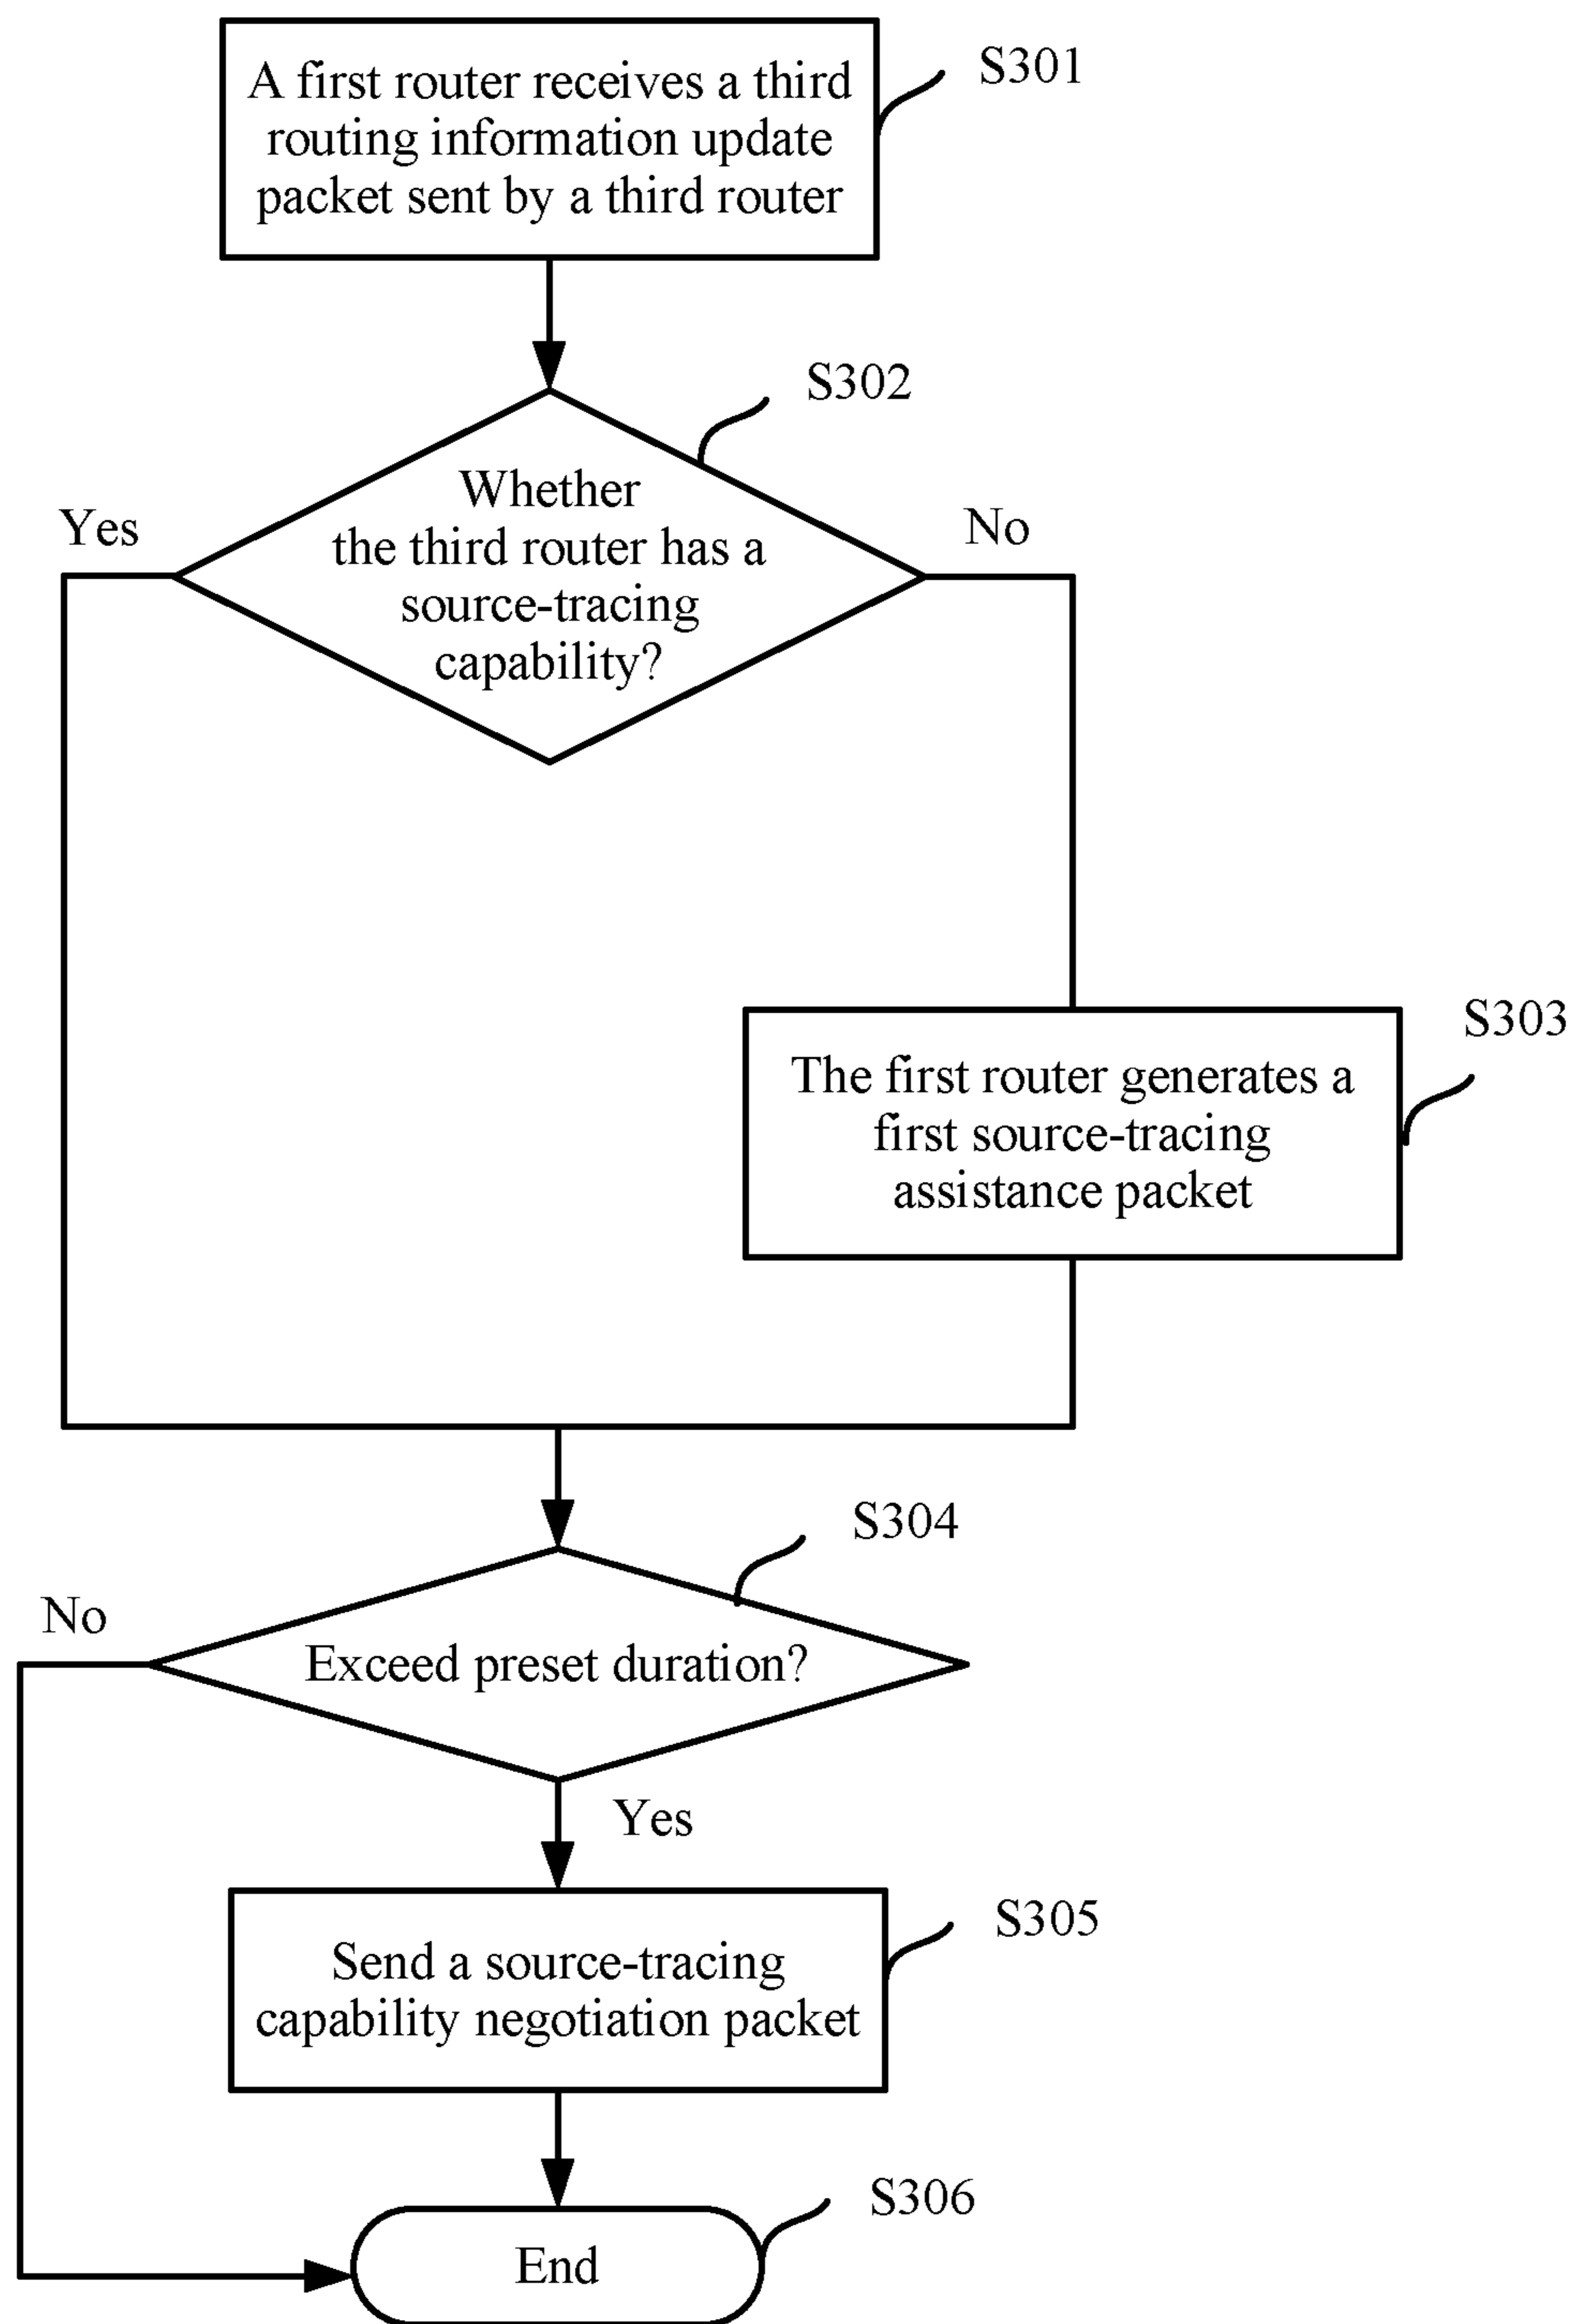 A first router receives a third
routing information update
packet sent by a third router
S301
S302
Whether
the third router has a
source-tracing
capability?
Yes
No
S303
The first router generates a
first source-tracing
assistance packet
S304
Exceed preset duration?
No
Yes
S305
Send a source-tracing
capability negotiation packet
S306
End